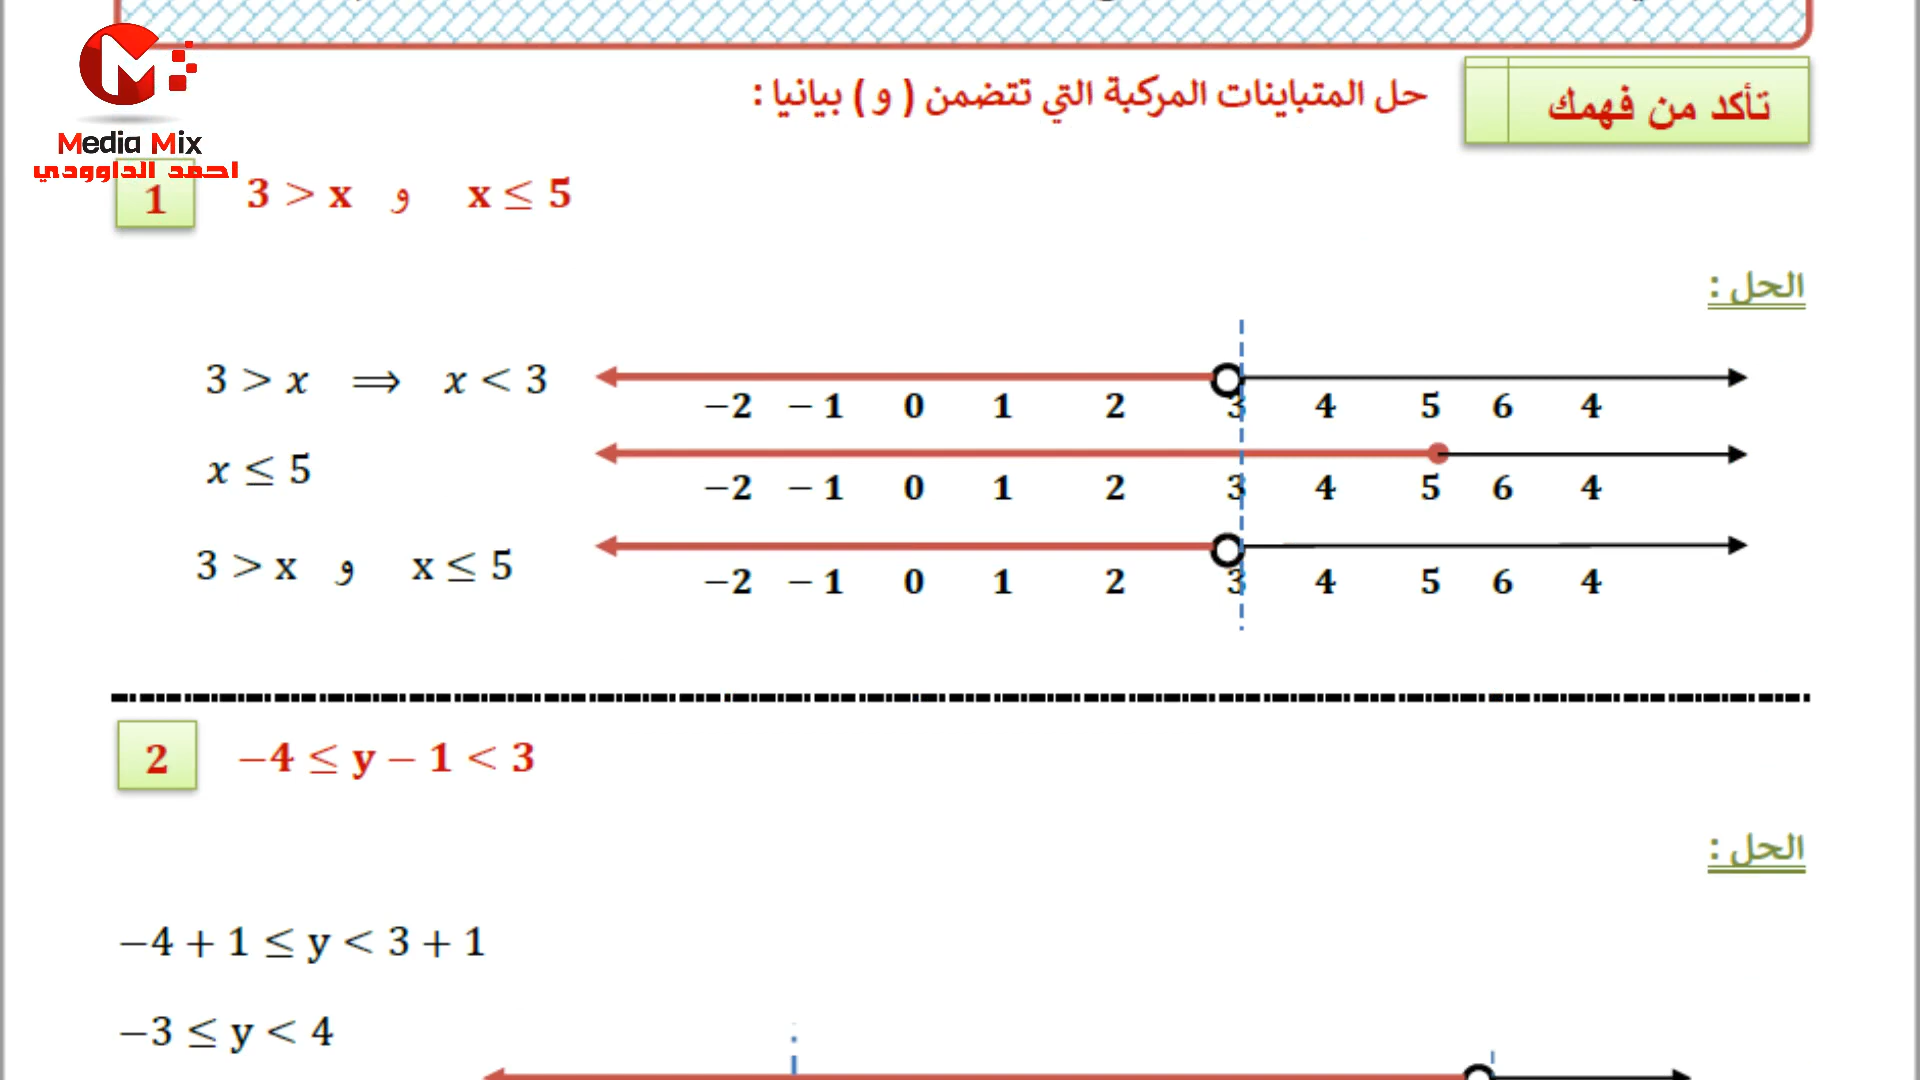 Media Mix
احمد الداوودي
تأكد من فهمك
حل المتباينات المركبة التي تتضمن ( و ) بيانيا :
1 3 > x و x ≤ 5
الحل :
3 > x ⟹ x < 3
−2 −1 0 1 2 3 4 5 6 4
x ≤ 5
−2 −1 0 1 2 3 4 5 6 4
3 > x و x ≤ 5
−2 −1 0 1 2 3 4 5 6 4
2 −4 ≤ y − 1 < 3
الحل :
−4 + 1 ≤ y < 3 + 1
−3 ≤ y < 4